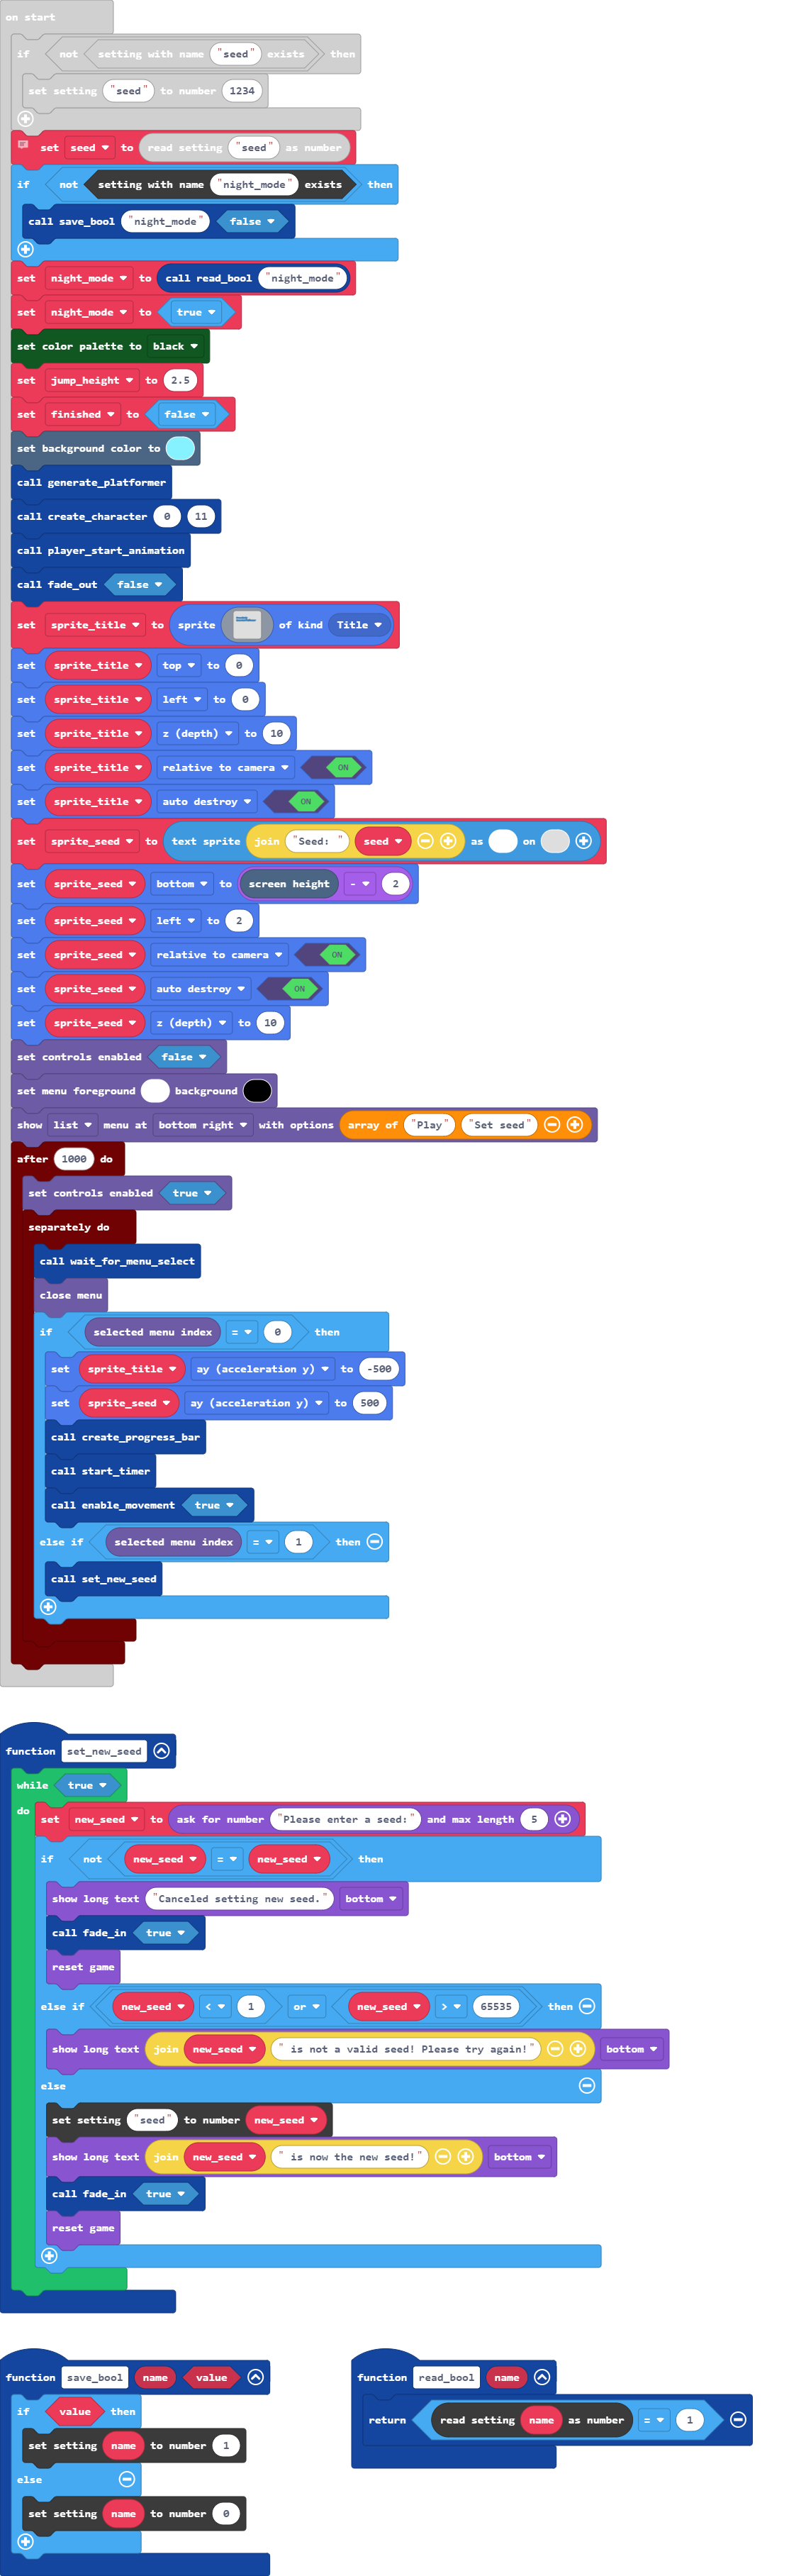 on start
if not setting with name "seed" exists then
set setting "seed" to number 1234
set seed to read setting "seed" as number
if not setting with name "night_mode" exists then
call save_bool "night_mode" false
set night_mode to call read_bool "night_mode"
set night_mode to true
set color palette to black
set jump_height to 2.5
set finished to false
set background color to
call generate_platformer
call create_character 0 11
call player_start_animation
call fade_out false
set sprite_title to sprite of kind Title
set sprite_title top to 0
set sprite_title left to 0
set sprite_title z (depth) to 10
set sprite_title relative to camera ON
set sprite_title auto destroy ON
set sprite_seed to text sprite join "Seed: " seed as on
set sprite_seed bottom to screen height - 2
set sprite_seed left to 2
set sprite_seed relative to camera ON
set sprite_seed auto destroy ON
set sprite_seed z (depth) to 10
set controls enabled false
set menu foreground background
show list menu at bottom right with options array of "Play" "Set seed"
after 1000 do
set controls enabled true
separately do
call wait_for_menu_select
close menu
if selected menu index = 0 then
set sprite_title ay (acceleration y) to -500
set sprite_seed ay (acceleration y) to 500
call create_progress_bar
call start_timer
call enable_movement true
else if selected menu index = 1 then
call set_new_seed
function set_new_seed
while true
do set new_seed to ask for number "Please enter a seed:" and max length 5
if not new_seed = new_seed then
show long text "Canceled setting new seed." bottom
call fade_in true
reset game
else if new_seed < 1 or new_seed > 65535 then
show long text join new_seed " is not a valid seed! Please try again!" bottom
else
set setting "seed" to number new_seed
show long text join new_seed " is now the new seed!" bottom
call fade_in true
reset game
function save_bool name value
if value then
set setting name to number 1
else
set setting name to number 0
function read_bool name
return read setting name as number = 1